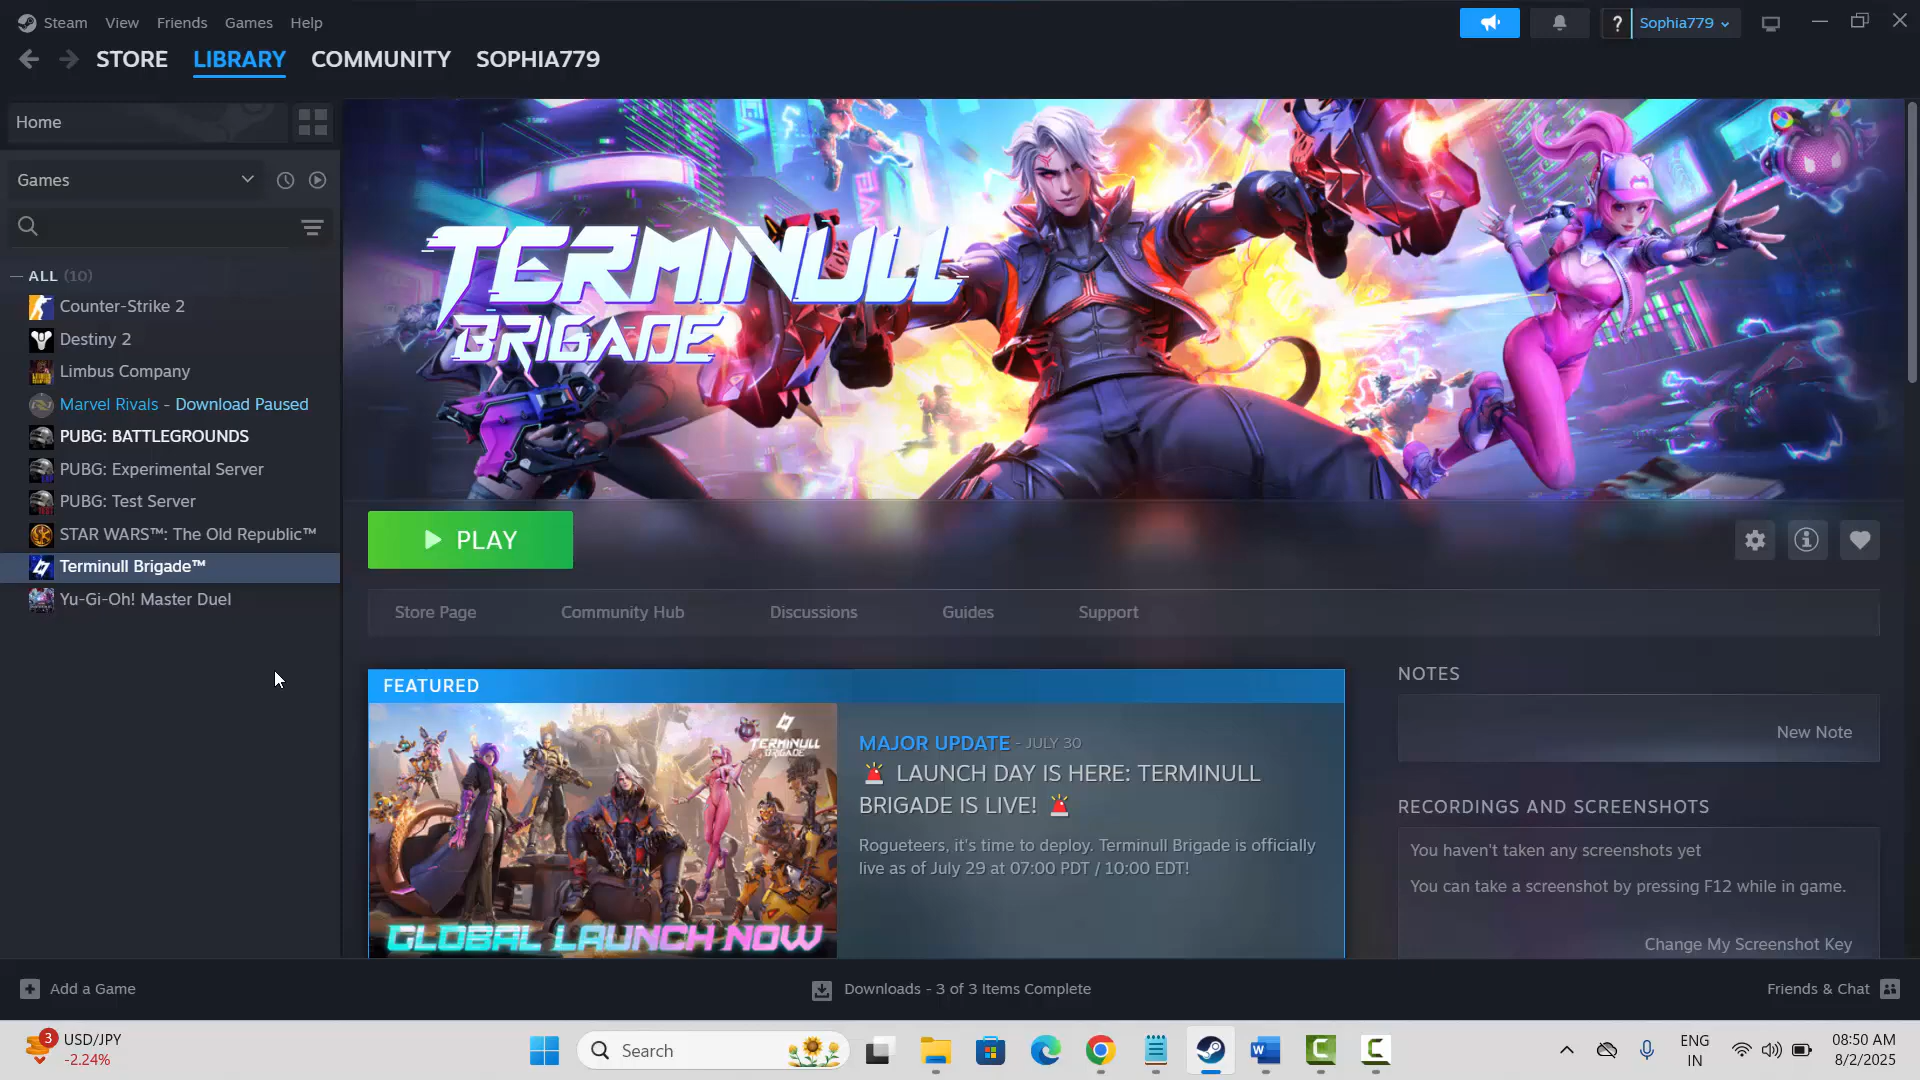 Steam View Friends Games Help
? Sophia779
STORE LIBRARY COMMUNITY SOPHIA779
Home
Games
ALL (10)
Counter-Strike 2
Destiny 2
Limbus Company
Marvel Rivals - Download Paused
PUBG: BATTLEGROUNDS
PUBG: Experimental Server
PUBG: Test Server
STAR WARS™: The Old Republic™
Terminull Brigade™
Yu-Gi-Oh! Master Duel
TERMINULL
BRIGADE
PLAY
Store Page Community Hub Discussions Guides Support
FEATURED
TERMINULL
BRIGADE
GLOBAL LAUNCH NOW
MAJOR UPDATE - JULY 30
🚨 LAUNCH DAY IS HERE: TERMINULL
BRIGADE IS LIVE! 🚨
Rogueteers, it's time to deploy. Terminull Brigade is officially
live as of July 29 at 07:00 PDT / 10:00 EDT!
NOTES
New Note
RECORDINGS AND SCREENSHOTS
You haven't taken any screenshots yet
You can take a screenshot by pressing F12 while in game.
Change My Screenshot Key
Add a Game
Downloads - 3 of 3 Items Complete
Friends & Chat
3
USD/JPY
-2.24%
Search
ENG
IN
08:50 AM
8/2/2025